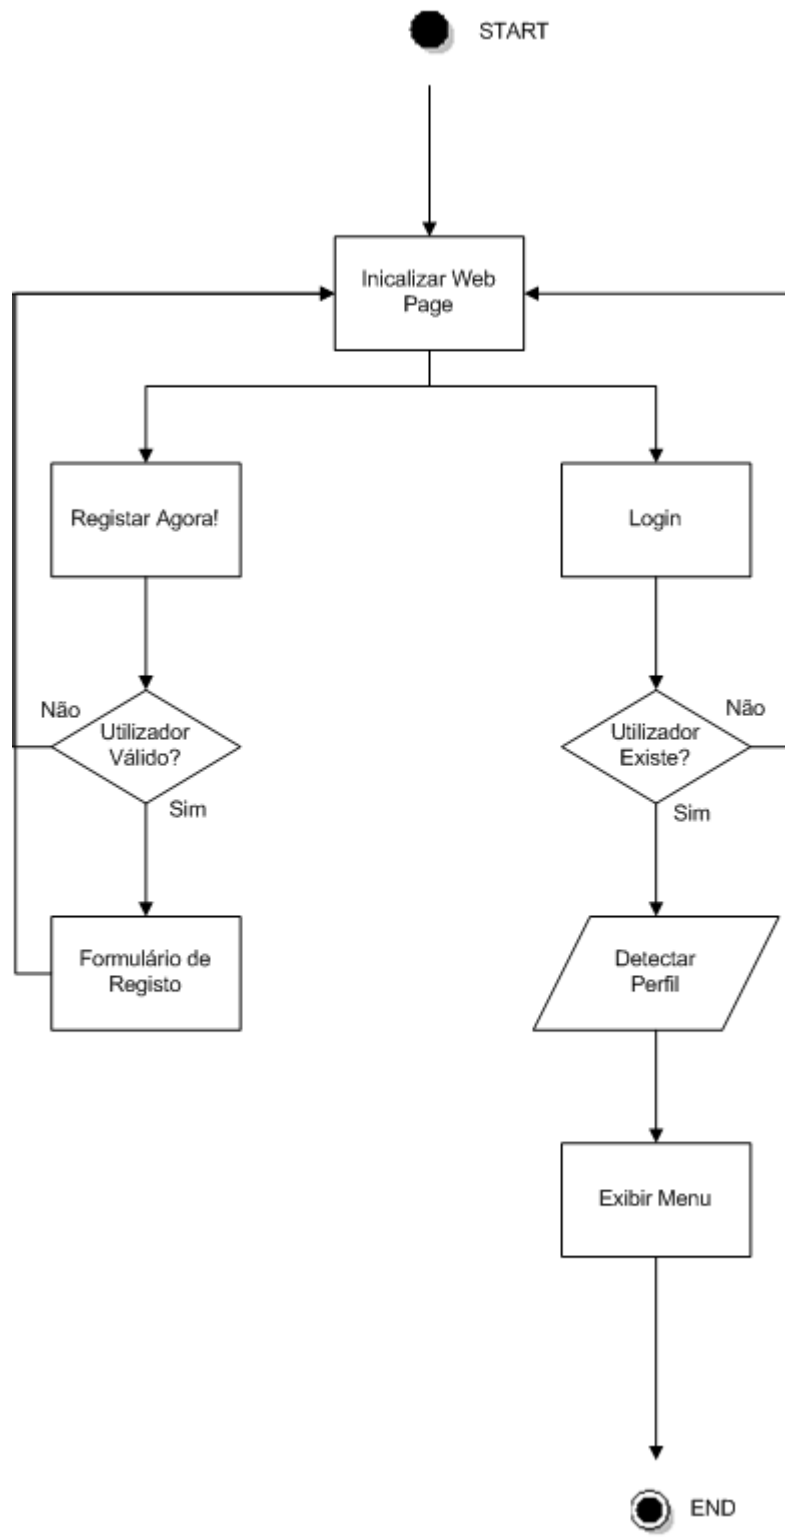 START
Inicalizar Web
Page
Registar Agora!
Login
Não
Utilizador
Válido?
Sim
Utilizador
Existe?
Não
Sim
Formulário de
Registo
Detectar
Perfil
Exibir Menu
END